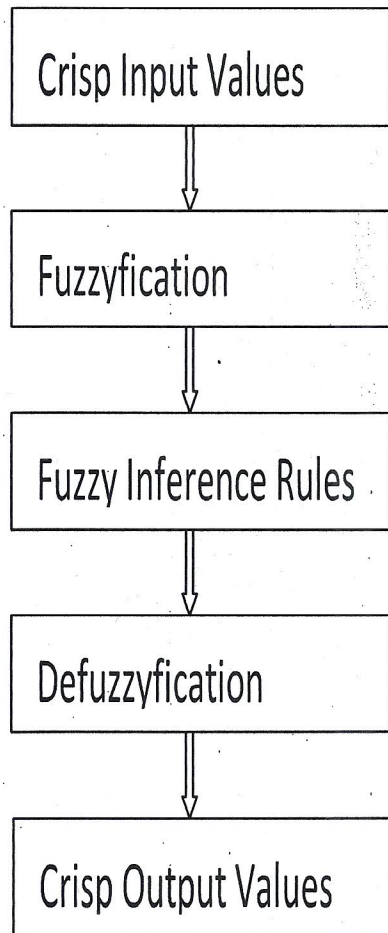 Crisp Input Values
Fuzzyfication
Fuzzy Inference Rules
Defuzzyfication
Crisp Output Values